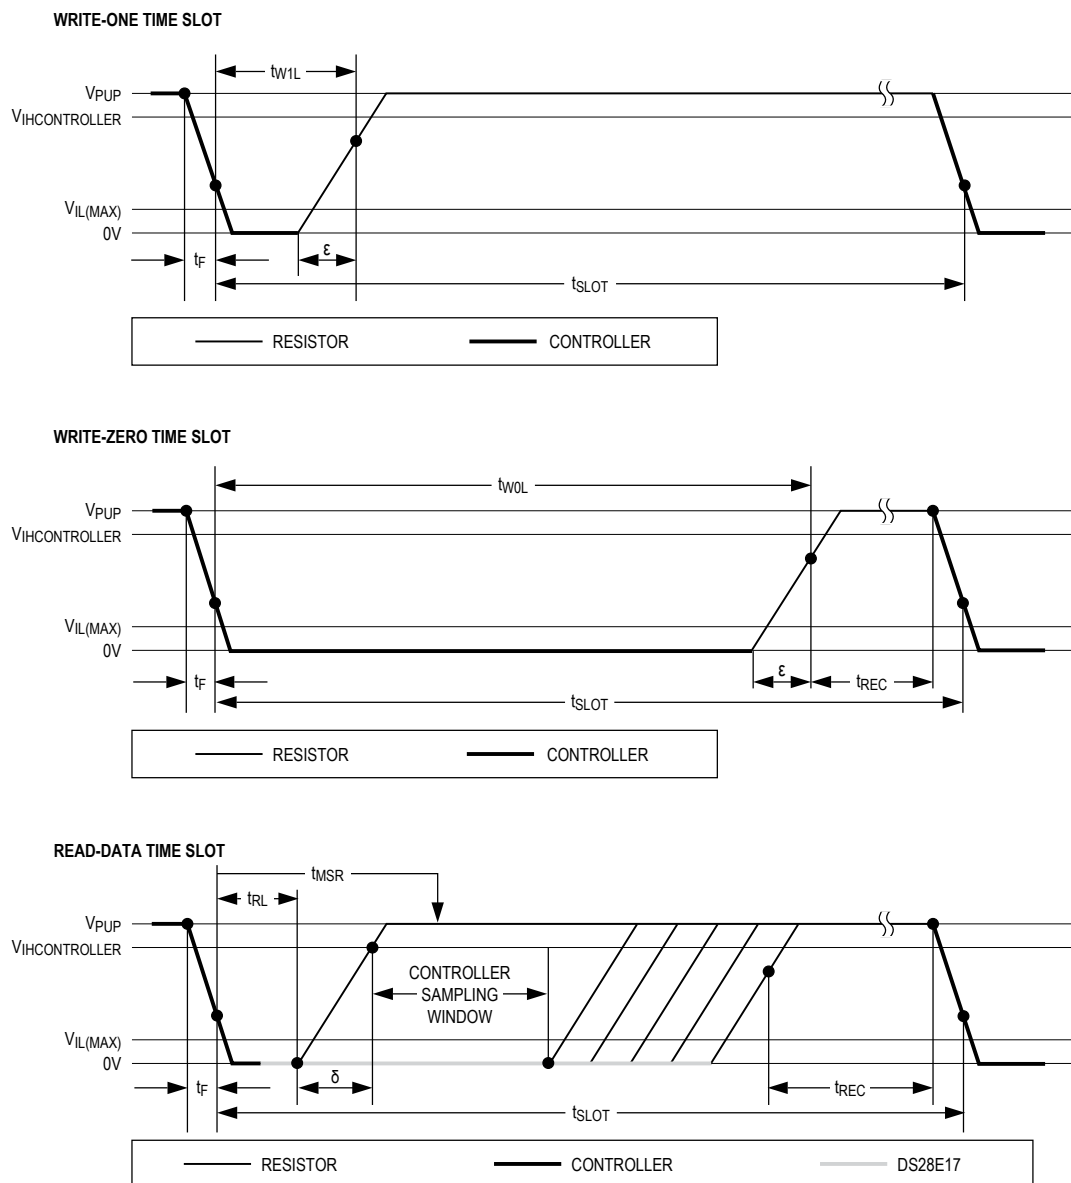 WRITE-ONE TIME SLOT
tW1L
VPUP
VIHCONTROLLER
VIL(MAX)
0V
tF
ε
tSLOT
RESISTOR CONTROLLER
WRITE-ZERO TIME SLOT
tW0L
VPUP
VIHCONTROLLER
VIL(MAX)
0V
tF ε tREC
tSLOT
RESISTOR CONTROLLER
READ-DATA TIME SLOT
tMSR
tRL
VPUP
VIHCONTROLLER
CONTROLLER
SAMPLING
WINDOW
VIL(MAX)
0V
tF δ tREC
tSLOT
RESISTOR CONTROLLER DS28E17